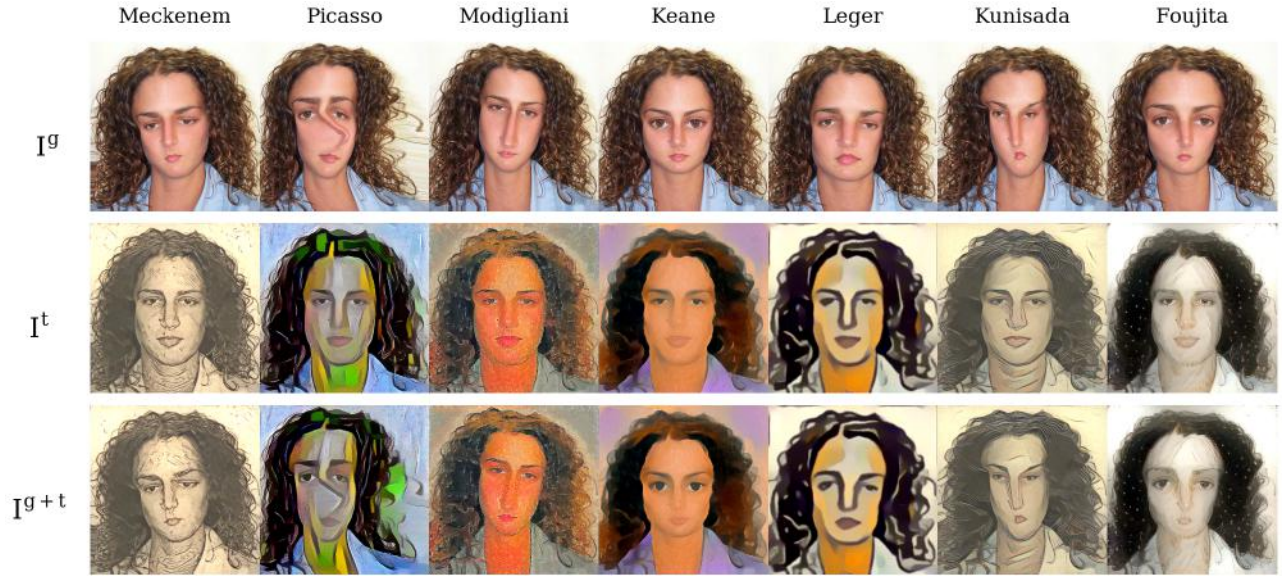 Meckenem Picasso Modigliani Keane Leger Kunisada Foujita
I^g
I^t
I^{g+t}